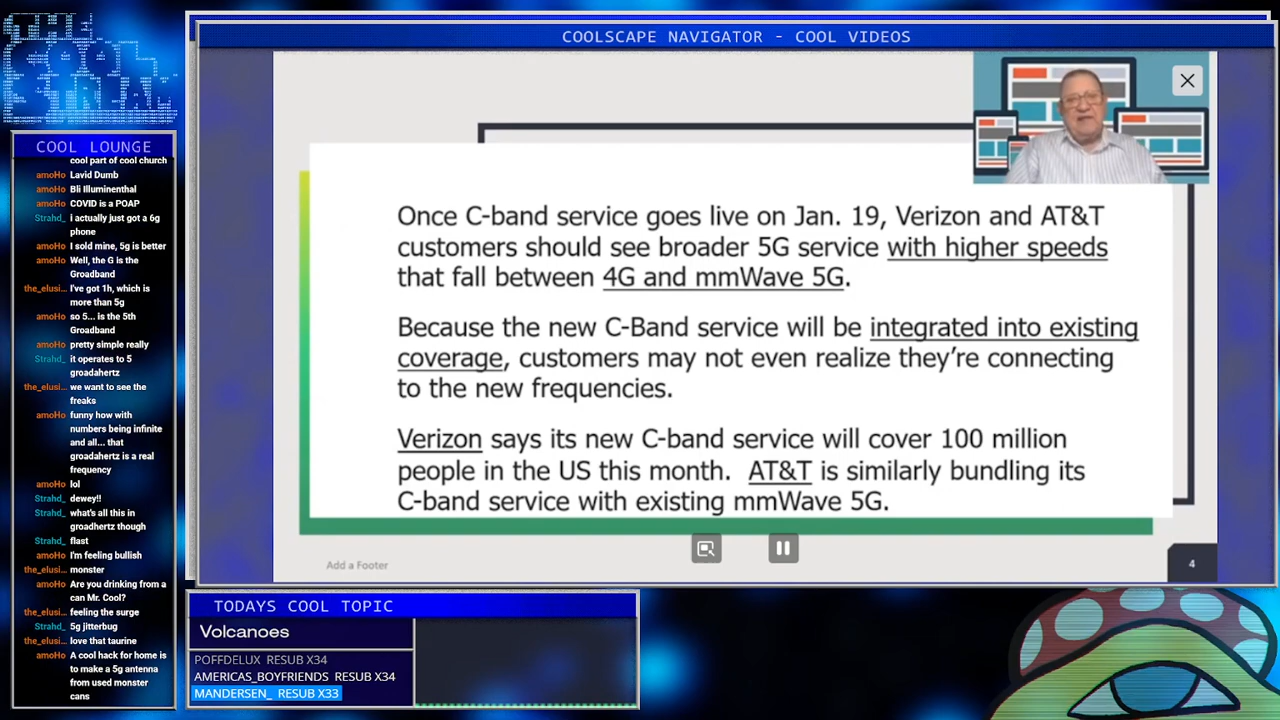 COOLSCAPE NAVIGATOR - COOL VIDEOS
COOL LOUNGE
cool part of cool church
amoHo Lavid Dumb
amoHo Bli Illuminenthal
amoHo COVID is a POAP
Strahd_ i actually just got a 6g
phone
amoHo I sold mine, 5g is better
amoHo Well, the G is the
Groadband
the_elusi... I've got 1h, which is
more than 5g
amoHo so 5... is the 5th
Groadband
amoHo pretty simple really
Strahd_ it operates to 5
groadahertz
the_elusi... we want to see the
freaks
amoHo funny how with
numbers being infinite
and all... that
groadahertz is a real
frequency
amoHo lol
Strahd_ dewey!!
Strahd_ what's all this in
groadhertz though
Strahd_ flast
amoHo I'm feeling bullish
the_elusi... monster
amoHo Are you drinking from a
can Mr. Cool?
the_elusi... feeling the surge
Strahd_ 5g jitterbug
the_elusi... love that taurine
amoHo A cool hack for home is
to make a 5g antenna
from used monster
cans
Once C-band service goes live on Jan. 19, Verizon and AT&T
customers should see broader 5G service with higher speeds
that fall between 4G and mmWave 5G.
Because the new C-Band service will be integrated into existing
coverage, customers may not even realize they're connecting
to the new frequencies.
Verizon says its new C-band service will cover 100 million
people in the US this month. AT&T is similarly bundling its
C-band service with existing mmWave 5G.
Add a Footer
4
TODAYS COOL TOPIC
Volcanoes
POFFDELUX RESUB X34
AMERICAS_BOYFRIENDS RESUB X34
MANDERSEN_ RESUB X33